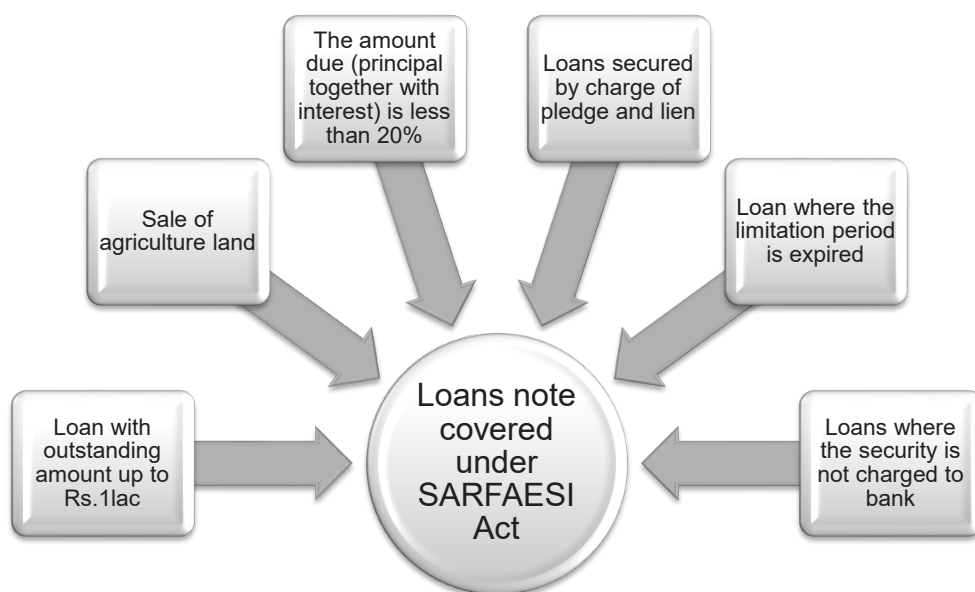 The amount
due (principal
together with
interest) is less
than 20%
Loans secured
by charge of
pledge and lien
Sale of
agriculture land
Loan where the
limitation period
is expired
Loan with
outstanding
amount up to
Rs.1lac
Loans note
covered
under
SARFAESI
Act
Loans where
the security is
not charged to
bank